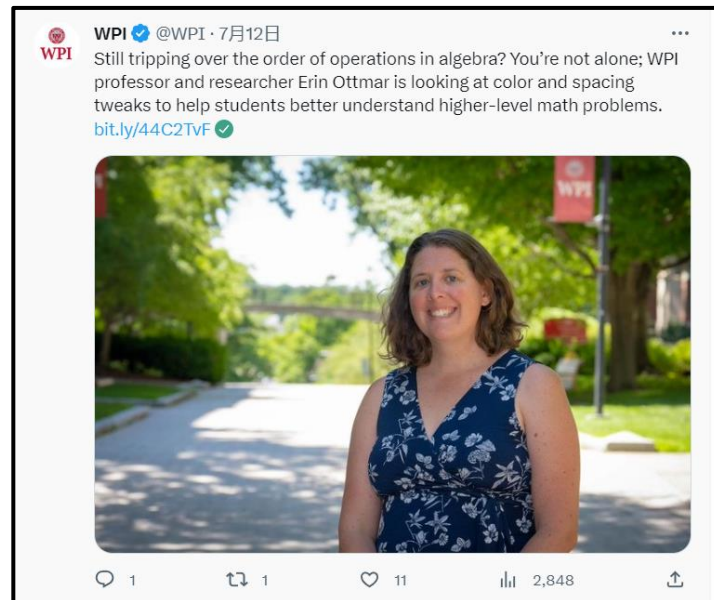 WPI
WPI @WPI · 7月12日
Still tripping over the order of operations in algebra? You're not alone; WPI
professor and researcher Erin Ottmar is looking at color and spacing
tweaks to help students better understand higher-level math problems.
bit.ly/44C2TvF
WPI
1 1 11 2,848